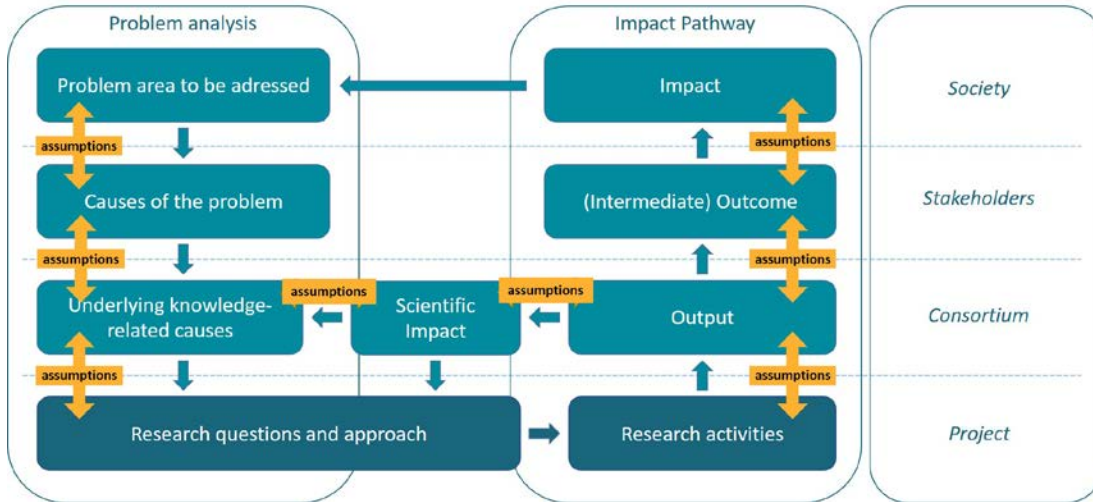 Problem analysis
Impact Pathway
Problem area to be adressed
Impact
Society
assumptions
assumptions
Causes of the problem
(Intermediate) Outcome
Stakeholders
assumptions
assumptions
assumptions
assumptions
Underlying knowledge-
related causes
Scientific
Impact
Output
Consortium
assumptions
assumptions
Research questions and approach
Research activities
Project